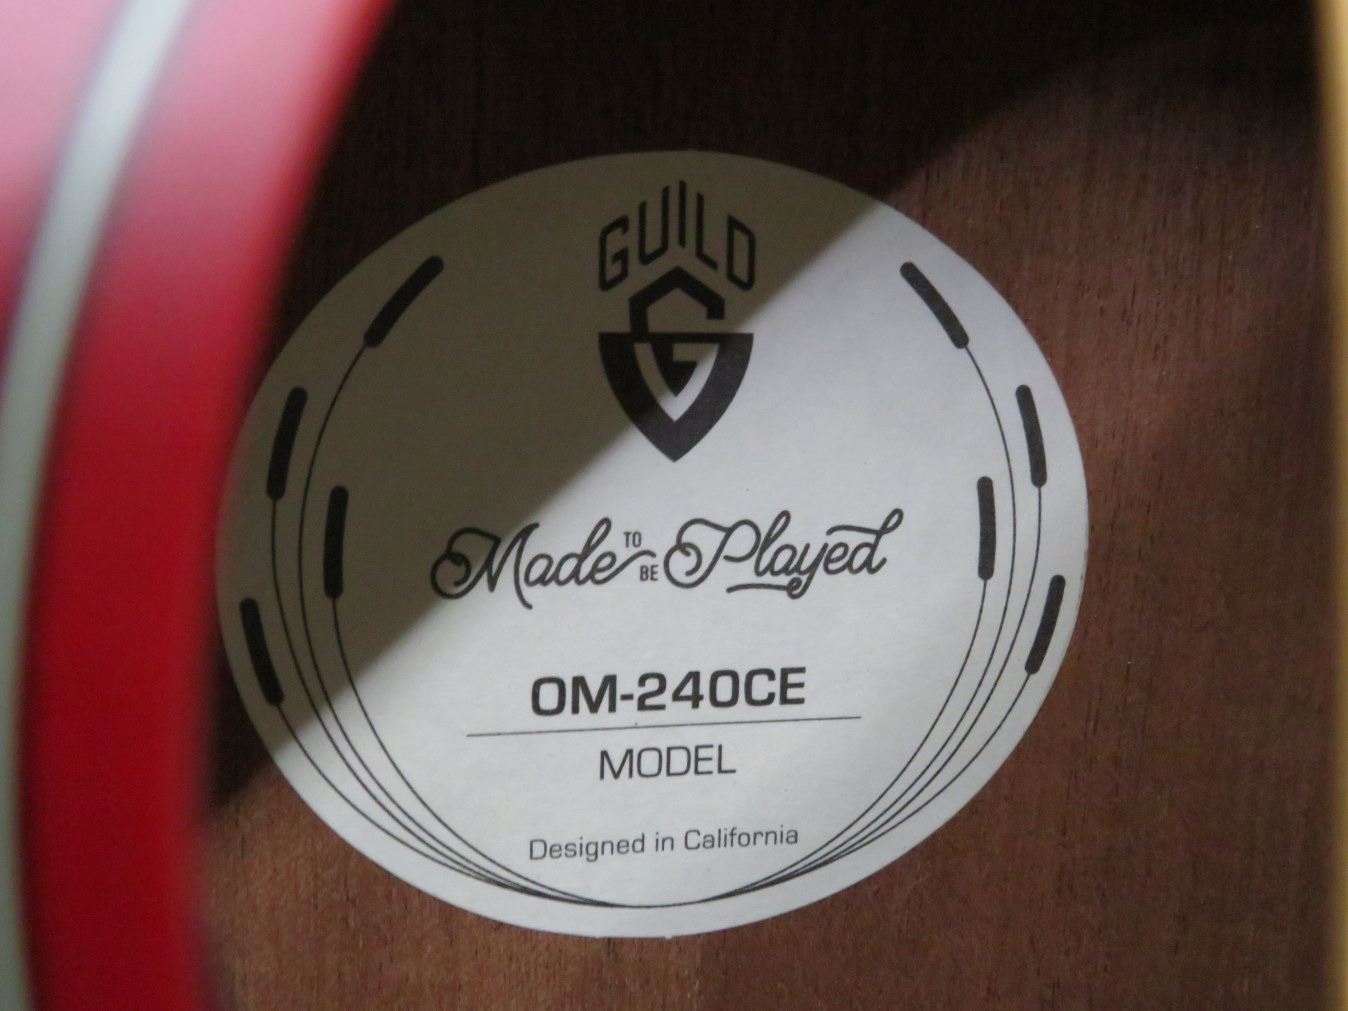 GUILD
G
Made TO BE Played
OM-240CE
MODEL
Designed in California